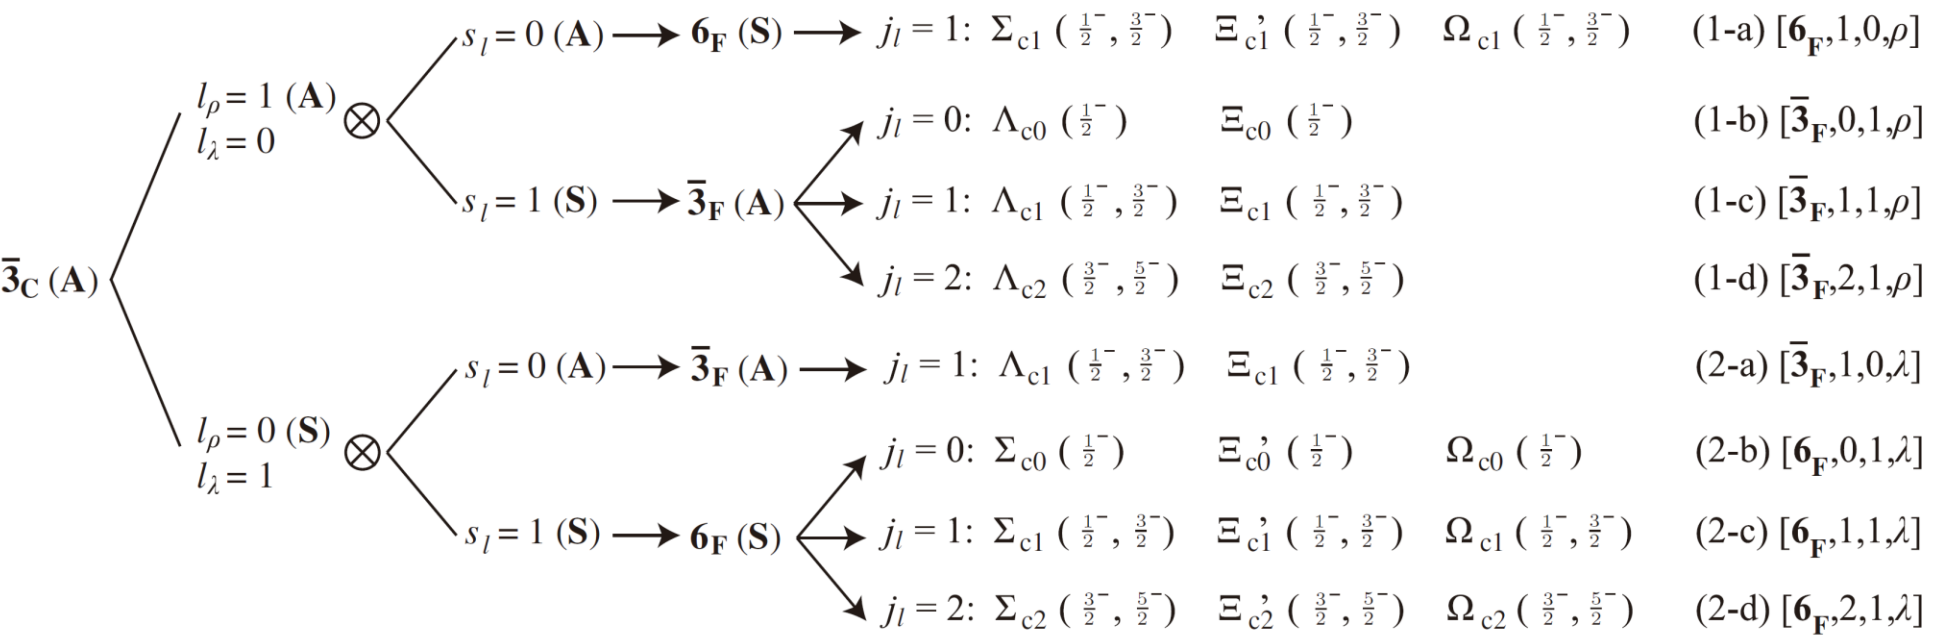 s_l = 0 (A) → 6_F (S) → j_l = 1: Σ_c1 (½⁻, 3/2⁻) Ξ'_c1 (½⁻, 3/2⁻) Ω_c1 (½⁻, 3/2⁻) (1-a) [6_F,1,0,ρ]
l_ρ = 1 (A)
l_λ = 0
⊗
j_l = 0: Λ_c0 (½⁻) Ξ_c0 (½⁻) (1-b) [3̄_F,0,1,ρ]
s_l = 1 (S) → 3̄_F (A) j_l = 1: Λ_c1 (½⁻, 3/2⁻) Ξ_c1 (½⁻, 3/2⁻) (1-c) [3̄_F,1,1,ρ]
3̄_C (A)
j_l = 2: Λ_c2 (3/2⁻, 5/2⁻) Ξ_c2 (3/2⁻, 5/2⁻) (1-d) [3̄_F,2,1,ρ]
s_l = 0 (A) → 3̄_F (A) → j_l = 1: Λ_c1 (½⁻, 3/2⁻) Ξ_c1 (½⁻, 3/2⁻) (2-a) [3̄_F,1,0,λ]
l_ρ = 0 (S)
l_λ = 1
⊗
j_l = 0: Σ_c0 (½⁻) Ξ'_c0 (½⁻) Ω_c0 (½⁻) (2-b) [6_F,0,1,λ]
s_l = 1 (S) → 6_F (S) j_l = 1: Σ_c1 (½⁻, 3/2⁻) Ξ'_c1 (½⁻, 3/2⁻) Ω_c1 (½⁻, 3/2⁻) (2-c) [6_F,1,1,λ]
j_l = 2: Σ_c2 (3/2⁻, 5/2⁻) Ξ'_c2 (3/2⁻, 5/2⁻) Ω_c2 (3/2⁻, 5/2⁻) (2-d) [6_F,2,1,λ]